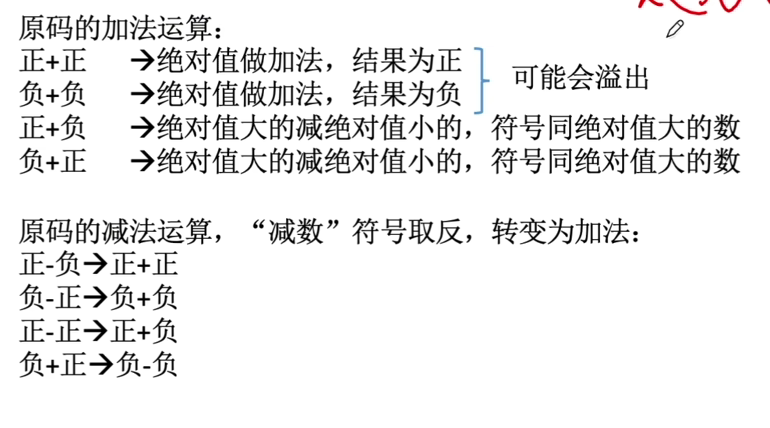 原码的加法运算：
正+正 →绝对值做加法，结果为正
负+负 →绝对值做加法，结果为负
可能会溢出
正+负 →绝对值大的减绝对值小的，符号同绝对值大的数
负+正 →绝对值大的减绝对值小的，符号同绝对值大的数
原码的减法运算，“减数”符号取反，转变为加法：
正-负→正+正
负-正→负+负
正-正→正+负
负+正→负-负